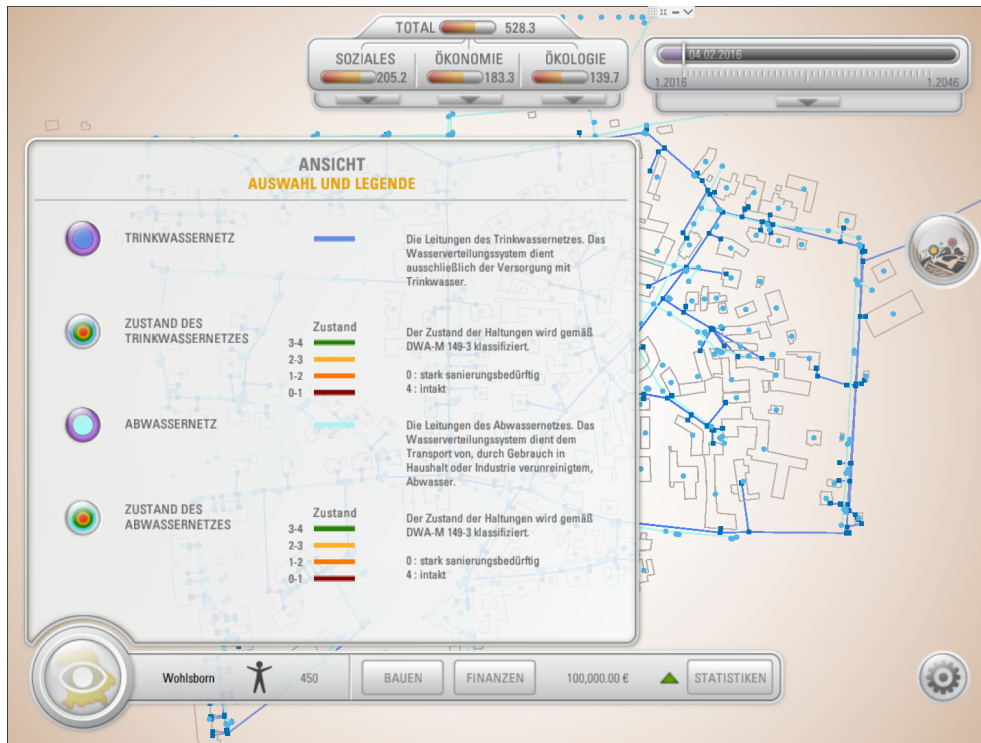 TOTAL 528.3
SOZIALES ÖKONOMIE ÖKOLOGIE
205.2 183.3 139.7
04.02.2016
1.2016 1.2046
ANSICHT
AUSWAHL UND LEGENDE
TRINKWASSERNETZ
Die Leitungen des Trinkwassernetzes. Das
Wasserverteilungssystem dient
ausschließlich der Versorgung mit
Trinkwasser.
ZUSTAND DES
TRINKWASSERNETZES
Zustand
3-4
2-3
1-2
0-1
Der Zustand der Haltungen wird gemäß
DWA-M 149-3 klassifiziert.
0 : stark sanierungsbedürftig
4 : intakt
ABWASSERNETZ
Die Leitungen des Abwassernetzes. Das
Wasserverteilungssystem dient dem
Transport von, durch Gebrauch in
Haushalt oder Industrie verunreinigtem,
Abwasser.
ZUSTAND DES
ABWASSERNETZES
Zustand
3-4
2-3
1-2
0-1
Der Zustand der Haltungen wird gemäß
DWA-M 149-3 klassifiziert.
0 : stark sanierungsbedürftig
4 : intakt
Wohlsborn 450 BAUEN FINANZEN 100,000.00 € STATISTIKEN